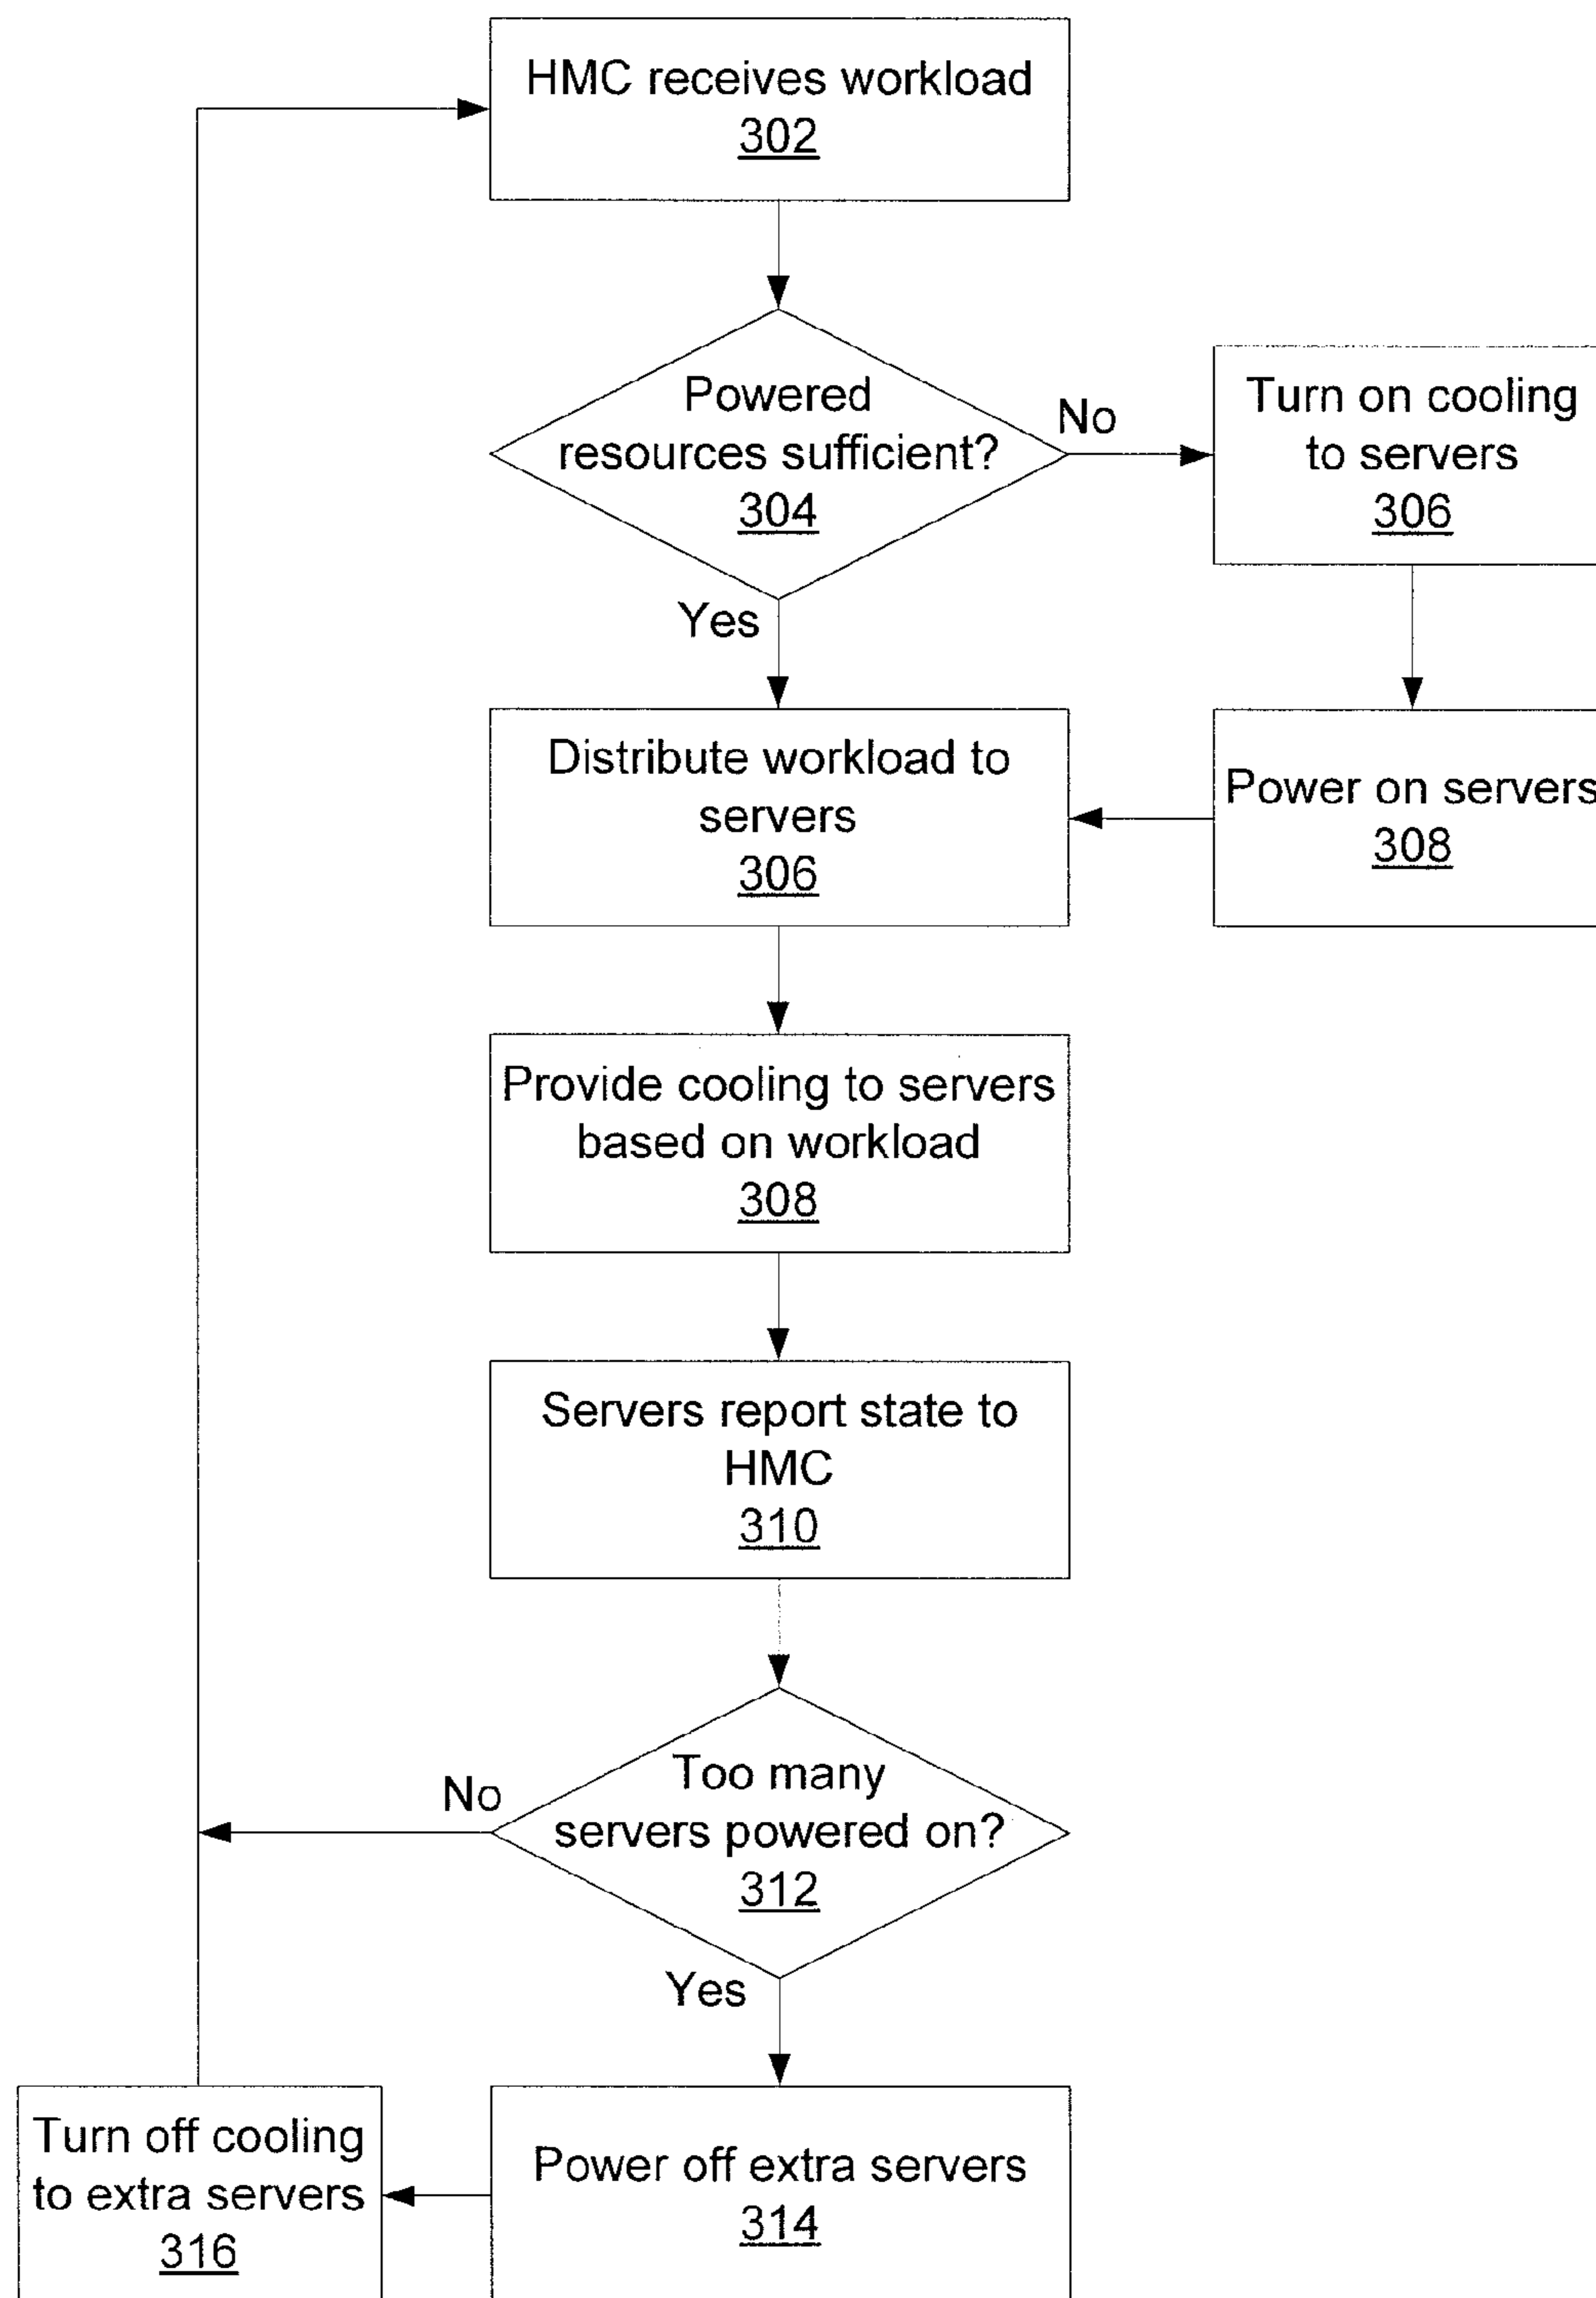 HMC receives workload
302
Powered
resources sufficient?
304
No
Turn on cooling
to servers
306
Yes
Distribute workload to
servers
306
Power on servers
308
Provide cooling to servers
based on workload
308
Servers report state to
HMC
310
Too many
servers powered on?
312
No
Yes
Turn off cooling
to extra servers
316
Power off extra servers
314